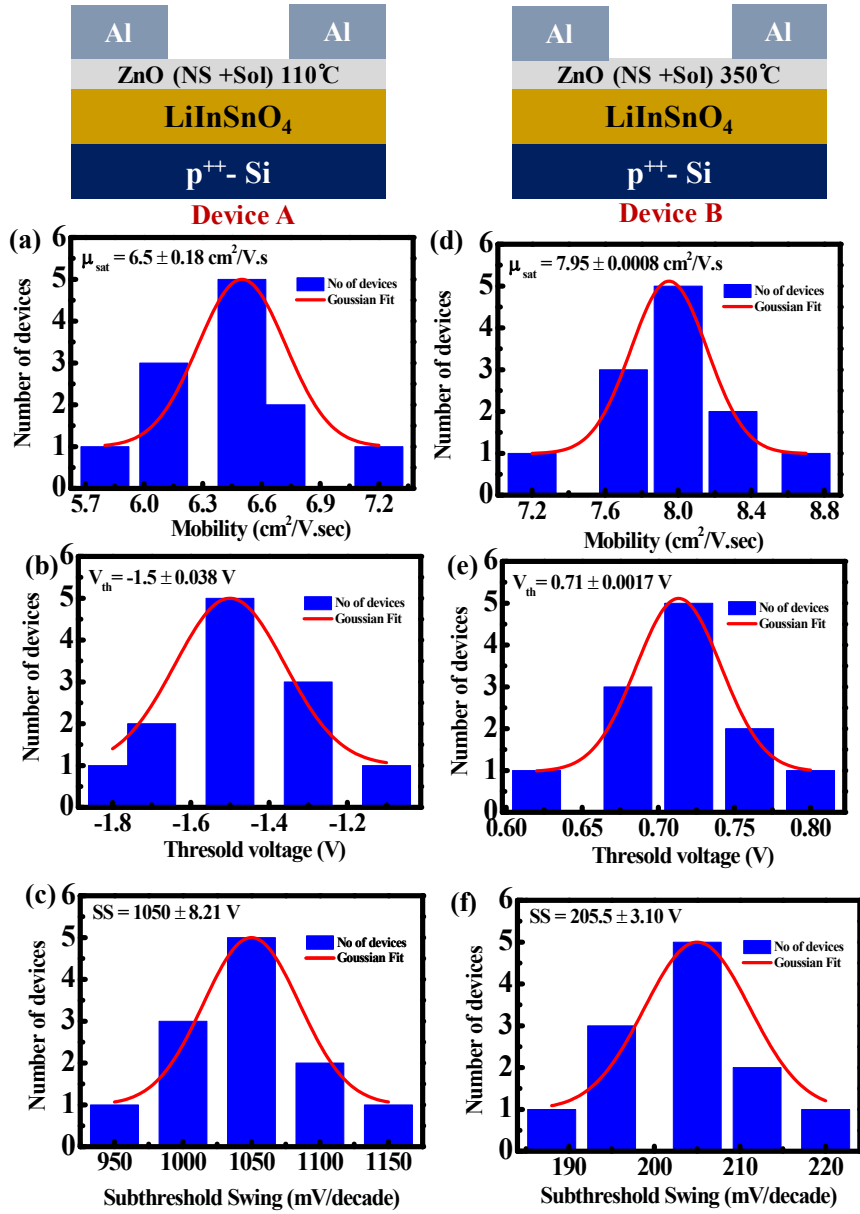 Al Al
ZnO (NS +Sol) 110℃
LiInSnO₄
p⁺⁺- Si
Device A
Al Al
ZnO (NS +Sol) 350℃
LiInSnO₄
p⁺⁺- Si
Device B
(a)
μ sat = 6.5 ± 0.18 cm²/V.s
No of devices
Gaussian Fit
Number of devices
6
5
4
3
2
1
0
5.7 6.0 6.3 6.6 6.9 7.2
Mobility (cm²/V.sec)
(d)
μ sat = 7.95 ± 0.0008 cm²/V.s
No of devices
Gaussian Fit
Number of devices
6
5
4
3
2
1
0
7.2 7.6 8.0 8.4 8.8
Mobility (cm²/V.sec)
(b)
V th = -1.5 ± 0.038 V
No of devices
Gaussian Fit
Number of devices
6
5
4
3
2
1
0
-1.8 -1.6 -1.4 -1.2
Thresold voltage (V)
(e)
V th = 0.71 ± 0.0017 V
No of devices
Gaussian Fit
Number of devices
6
5
4
3
2
1
0
0.60 0.65 0.70 0.75 0.80
Thresold voltage (V)
(c)
SS = 1050 ± 8.21 V
No of devices
Gaussian Fit
Number of devices
6
5
4
3
2
1
0
950 1000 1050 1100 1150
Subthreshold Swing (mV/decade)
(f)
SS = 205.5 ± 3.10 V
No of devices
Gaussian Fit
Number of devices
6
5
4
3
2
1
0
190 200 210 220
Subthreshold Swing (mV/decade)